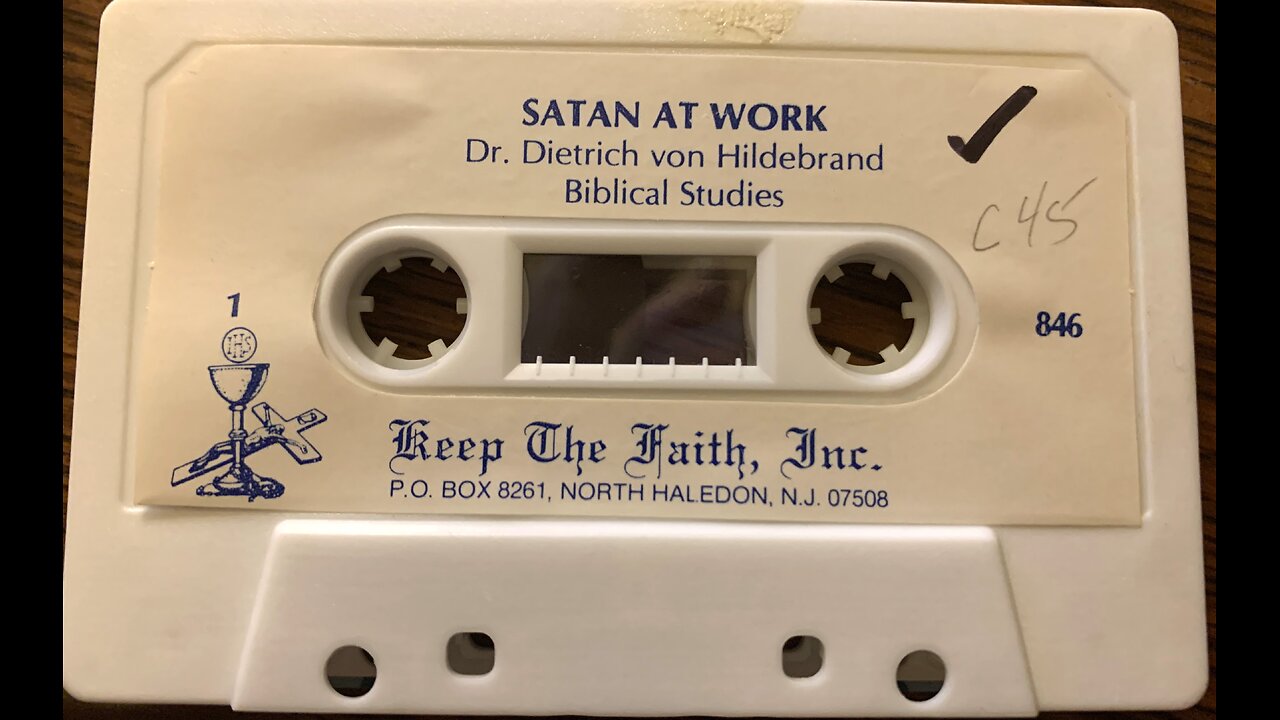 SATAN AT WORK
Dr. Dietrich von Hildebrand
Biblical Studies
C45
1
IHS
846
Keep The Faith, Inc.
P.O. BOX 8261, NORTH HALEDON, N.J. 07508